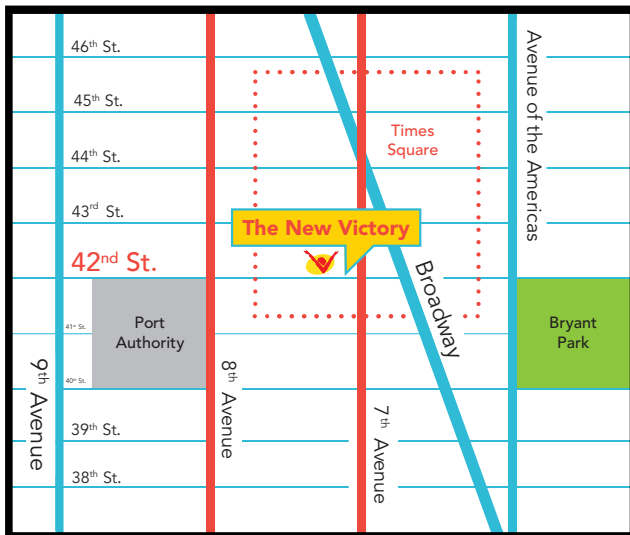 46th St.
45th St.
44th St.
43rd St.
42nd St.
41st St.
40th St.
39th St.
38th St.
Times
Square
The New Victory
Port
Authority
Bryant
Park
9th Avenue
8th Avenue
7th Avenue
Broadway
Avenue of the Americas